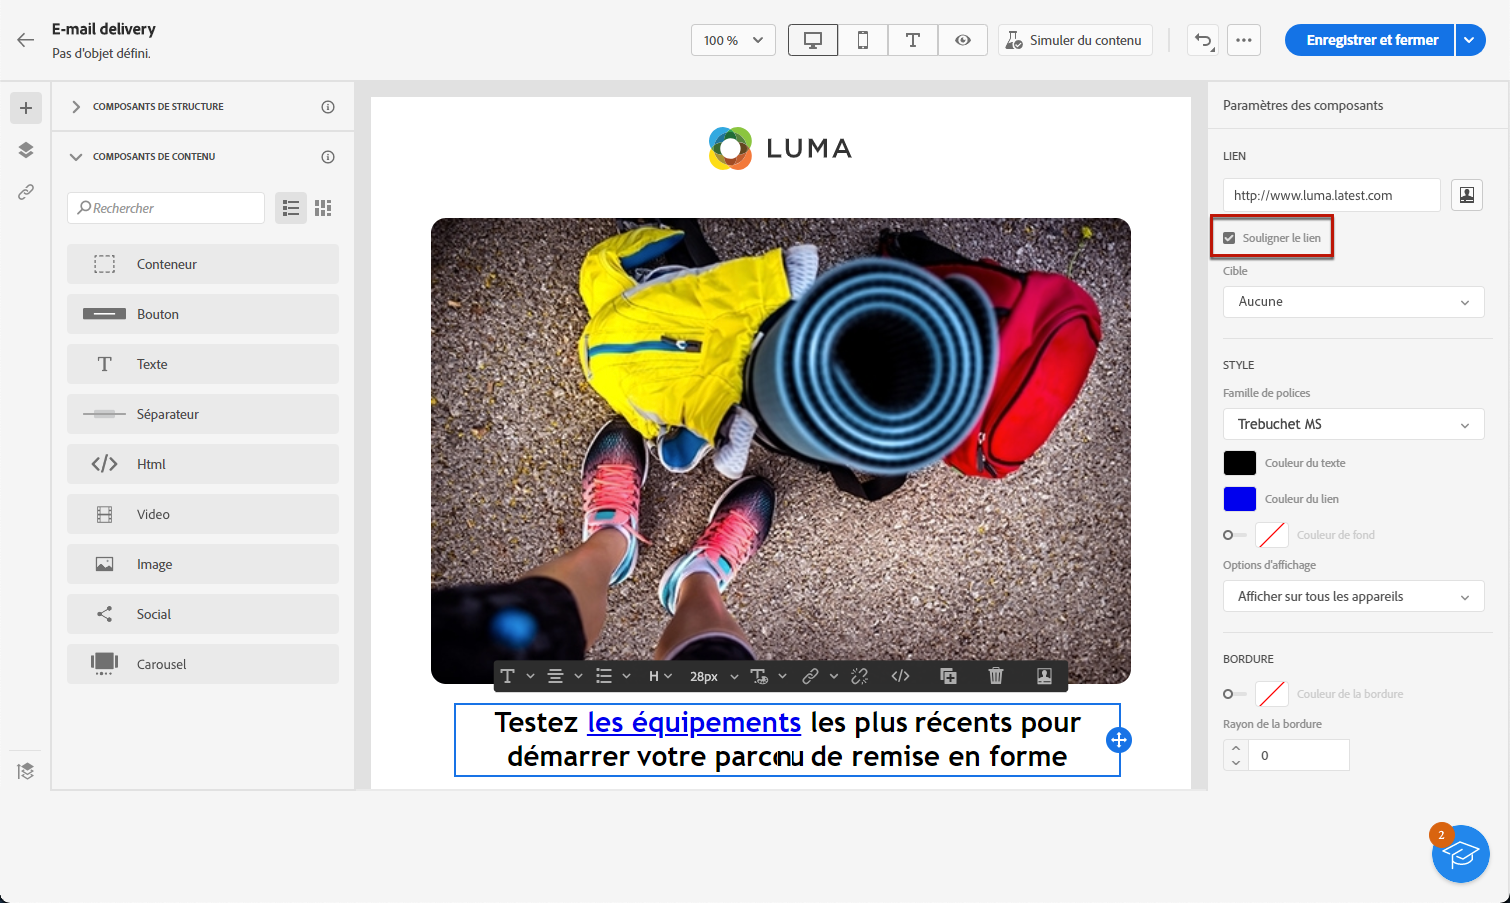 E-mail delivery
Pas d'objet défini.
100 %
Simuler du contenu
Enregistrer et fermer
COMPOSANTS DE STRUCTURE
COMPOSANTS DE CONTENU
Rechercher
Conteneur
Bouton
Texte
Séparateur
Html
Video
Image
Social
Carousel
LUMA
H
28px
Testez les équipements les plus récents pour
démarrer votre parcnu de remise en forme
Paramètres des composants
LIEN
http://www.luma.latest.com
Souligner le lien
Cible
Aucune
STYLE
Famille de polices
Trebuchet MS
Couleur du texte
Couleur du lien
Couleur de fond
Options d'affichage
Afficher sur tous les appareils
BORDURE
Couleur de la bordure
Rayon de la bordure
0
2